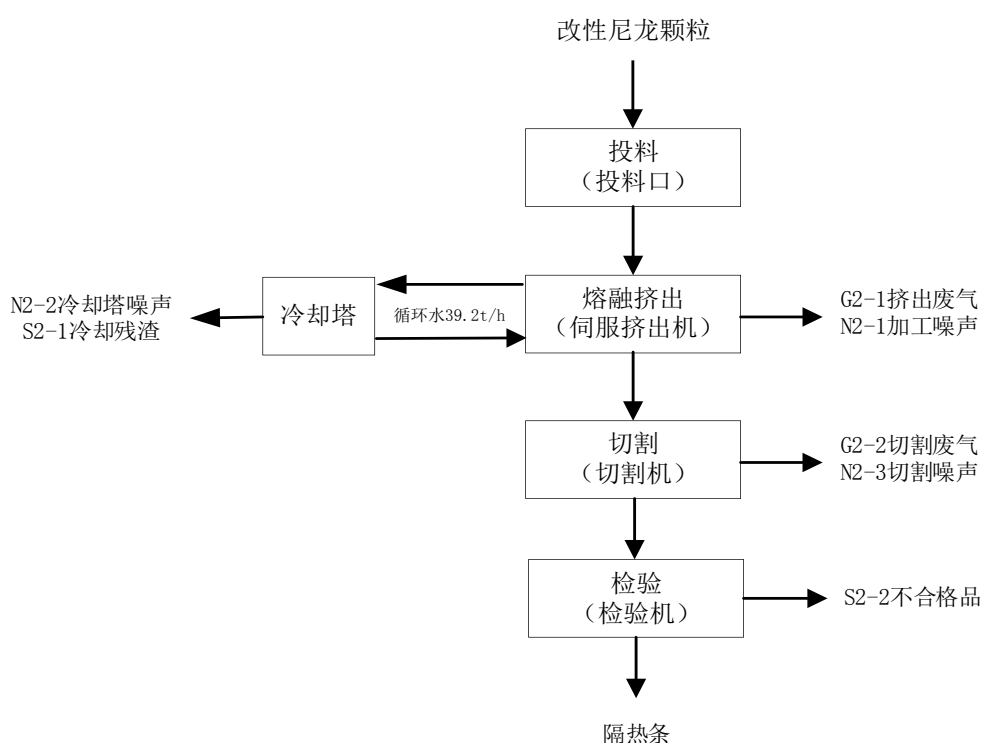 改性尼龙颗粒
投料
（投料口）
N2-2冷却塔噪声
S2-1冷却残渣
冷却塔
循环水39.2t/h
熔融挤出
（伺服挤出机）
G2-1挤出废气
N2-1加工噪声
切割
（切割机）
G2-2切割废气
N2-3切割噪声
检验
（检验机）
S2-2不合格品
隔热条